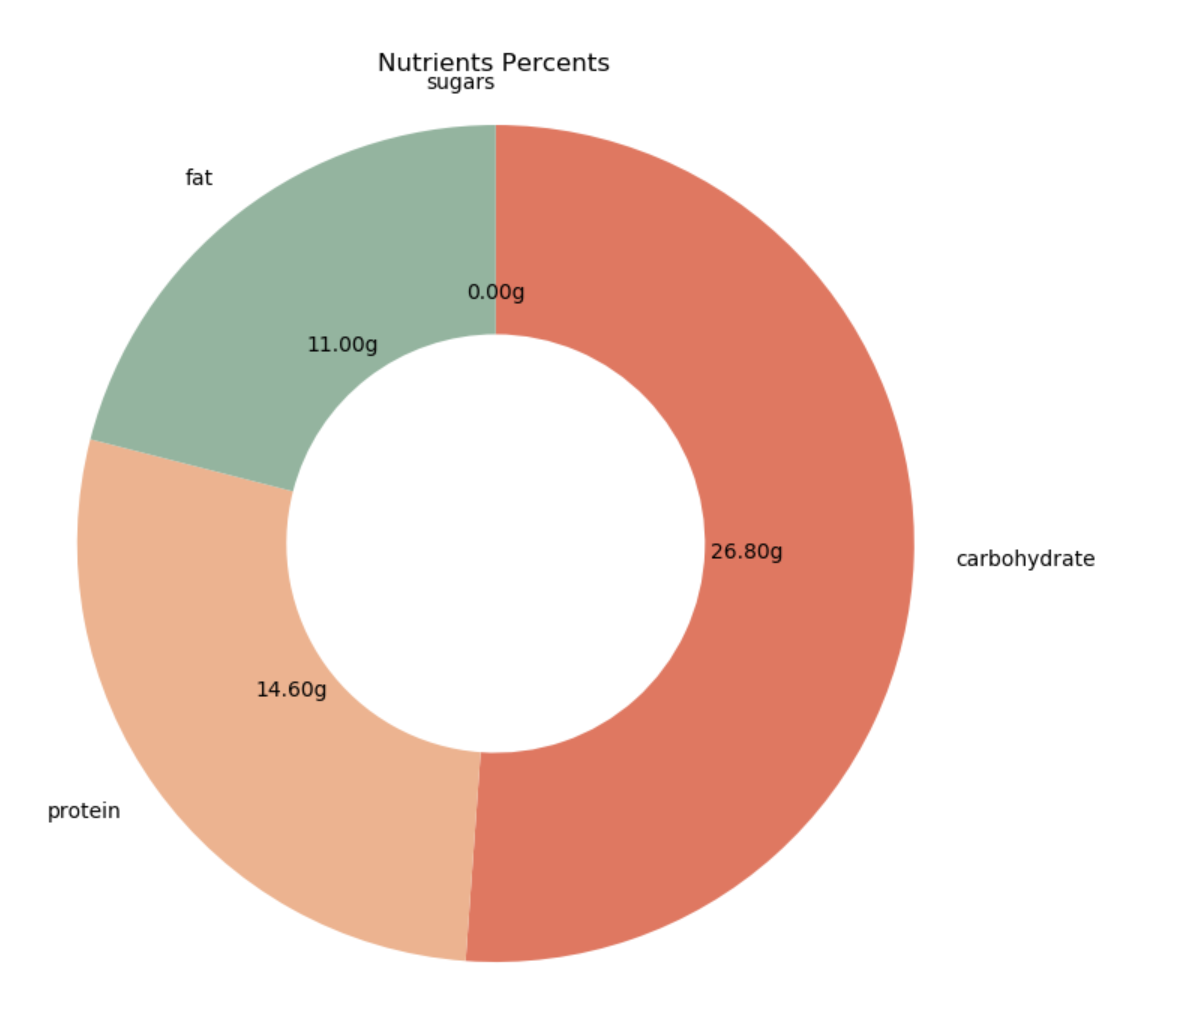 Nutrients Percents
sugars
fat
0.00g
11.00g
26.80g
carbohydrate
14.60g
protein